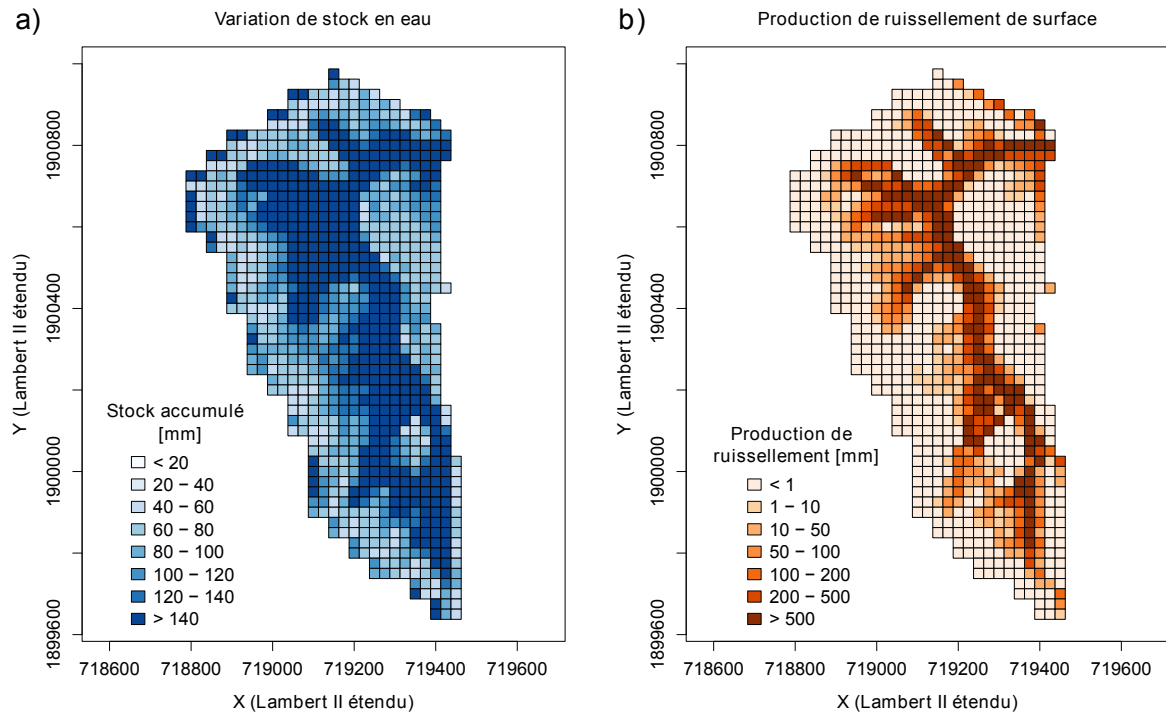 a)
Variation de stock en eau
1900800
1900400
1900000
1899600
Y (Lambert II étendu)
Stock accumulé
[mm]
< 20
20 − 40
40 − 60
60 − 80
80 − 100
100 − 120
120 − 140
> 140
718600 718800 719000 719200 719400 719600
X (Lambert II étendu)
b)
Production de ruissellement de surface
1900800
1900400
1900000
1899600
Y (Lambert II étendu)
Production de
ruissellement [mm]
< 1
1 − 10
10 − 50
50 − 100
100 − 200
200 − 500
> 500
718600 718800 719000 719200 719400 719600
X (Lambert II étendu)